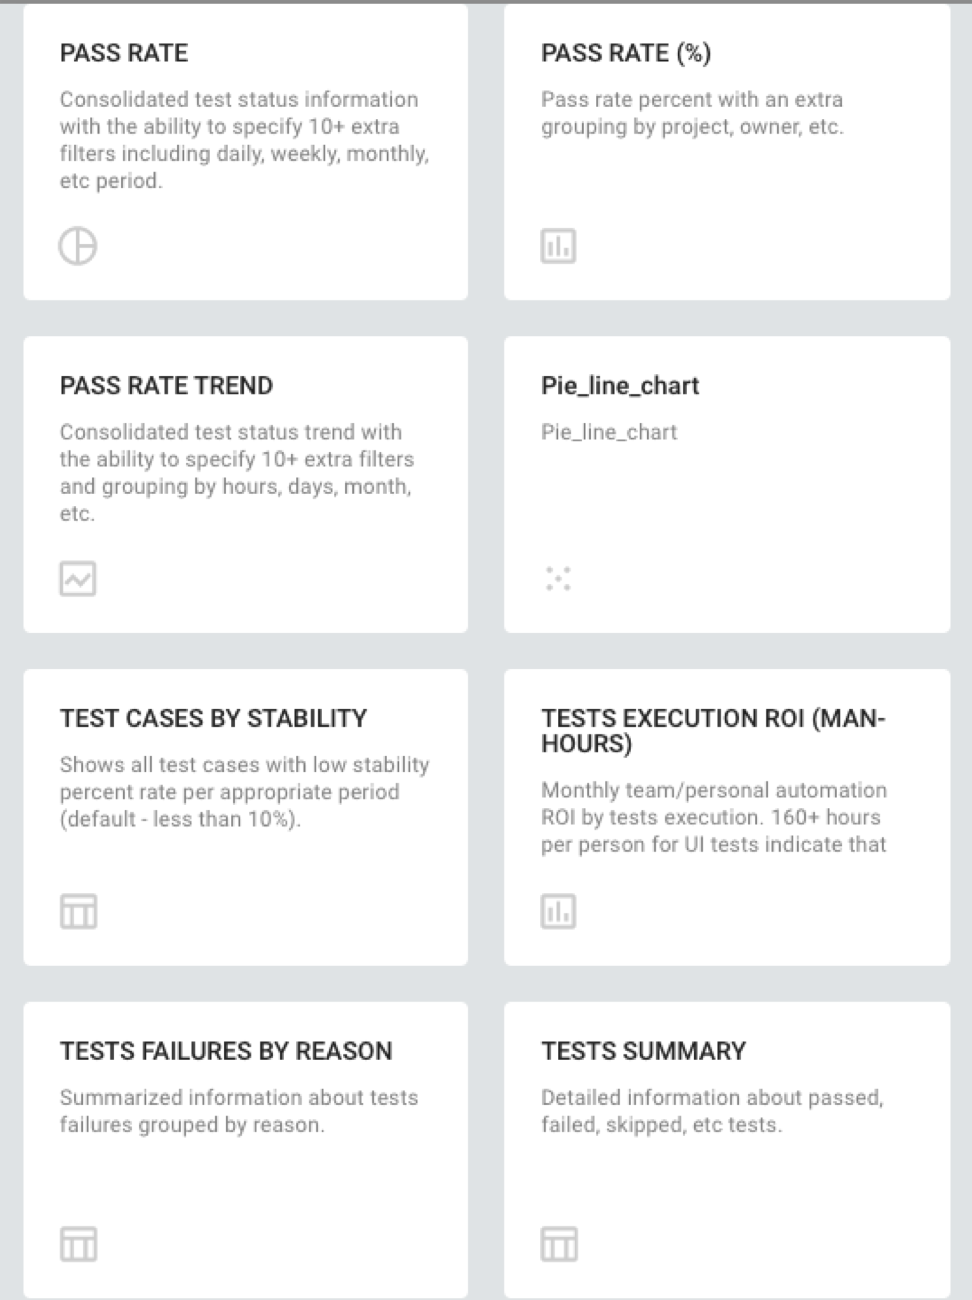 PASS RATE
Consolidated test status information
with the ability to specify 10+ extra
filters including daily, weekly, monthly,
etc period.
PASS RATE (%)
Pass rate percent with an extra
grouping by project, owner, etc.
PASS RATE TREND
Consolidated test status trend with
the ability to specify 10+ extra filters
and grouping by hours, days, month,
etc.
Pie_line_chart
Pie_line_chart
TEST CASES BY STABILITY
Shows all test cases with low stability
percent rate per appropriate period
(default - less than 10%).
TESTS EXECUTION ROI (MAN-
HOURS)
Monthly team/personal automation
ROI by tests execution. 160+ hours
per person for UI tests indicate that
TESTS FAILURES BY REASON
Summarized information about tests
failures grouped by reason.
TESTS SUMMARY
Detailed information about passed,
failed, skipped, etc tests.